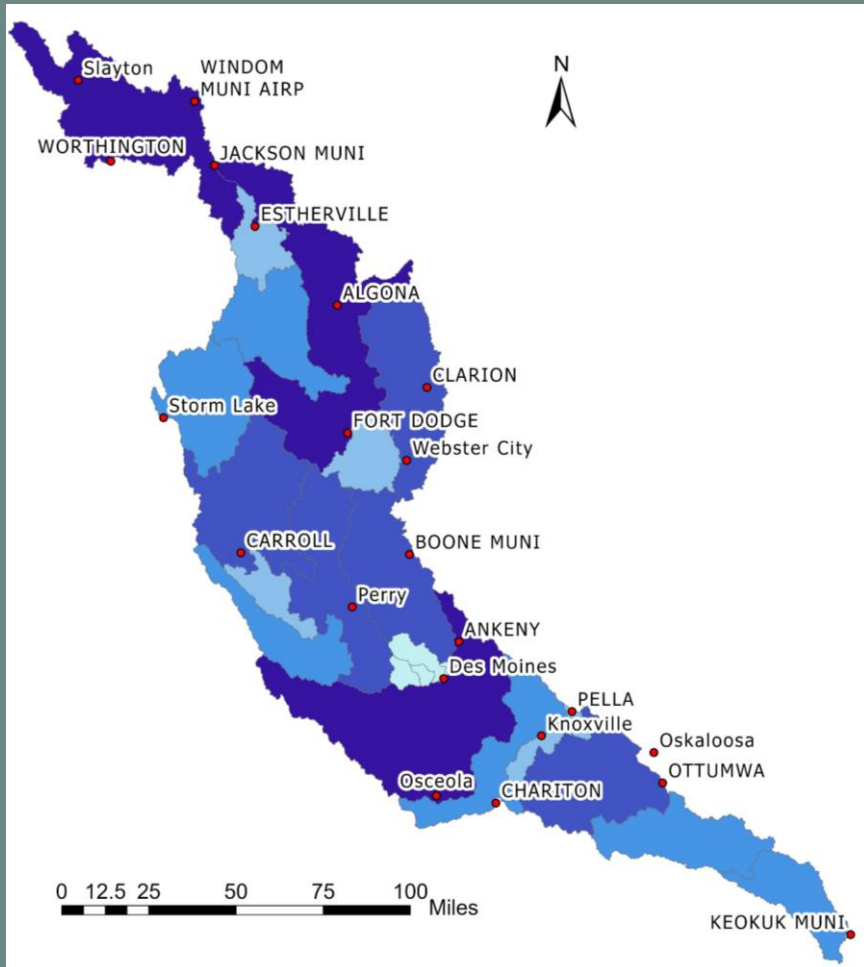 Slayton
WINDOM
MUNI AIRP
N
WORTHINGTON
JACKSON MUNI
ESTHERVILLE
ALGONA
CLARION
Storm Lake
FORT DODGE
Webster City
CARROLL
BOONE MUNI
Perry
ANKENY
Des Moines
PELLA
Knoxville
Oskaloosa
OTTUMWA
Osceola
CHARITON
0 12.5 25 50 75 100
Miles
KEOKUK MUNI